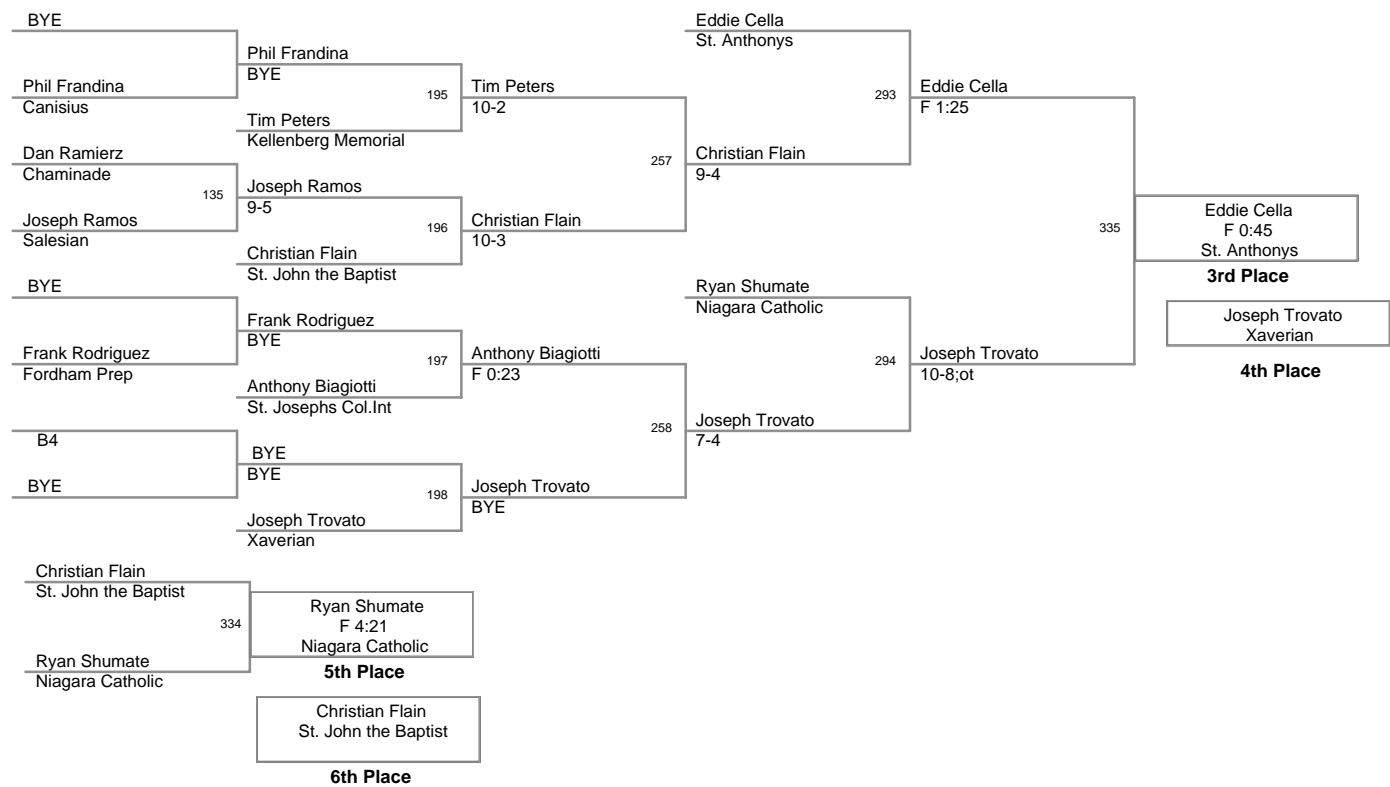 BYE
Phil Frandina
Canisius
Dan Ramierz
Chaminade
135
Joseph Ramos
Salesian
BYE
Frank Rodriguez
Fordham Prep
B4
BYE
Phil Frandina
BYE
195
Tim Peters
Kellenberg Memorial
Joseph Ramos
9-5
196
Christian Flain
St. John the Baptist
Frank Rodriguez
BYE
197
Anthony Biagiotti
St. Josephs Col.Int
BYE
BYE
198
Joseph Trovato
Xaverian
Tim Peters
10-2
257
Christian Flain
10-3
Anthony Biagiotti
F 0:23
258
Joseph Trovato
BYE
Eddie Cella
St. Anthonys
293
Christian Flain
9-4
Ryan Shumate
Niagara Catholic
294
Joseph Trovato
7-4
Eddie Cella
F 1:25
335
Joseph Trovato
10-8;ot
Eddie Cella
F 0:45
St. Anthonys
3rd Place
Joseph Trovato
Xaverian
4th Place
Christian Flain
St. John the Baptist
334
Ryan Shumate
Niagara Catholic
Ryan Shumate
F 4:21
Niagara Catholic
5th Place
Christian Flain
St. John the Baptist
6th Place